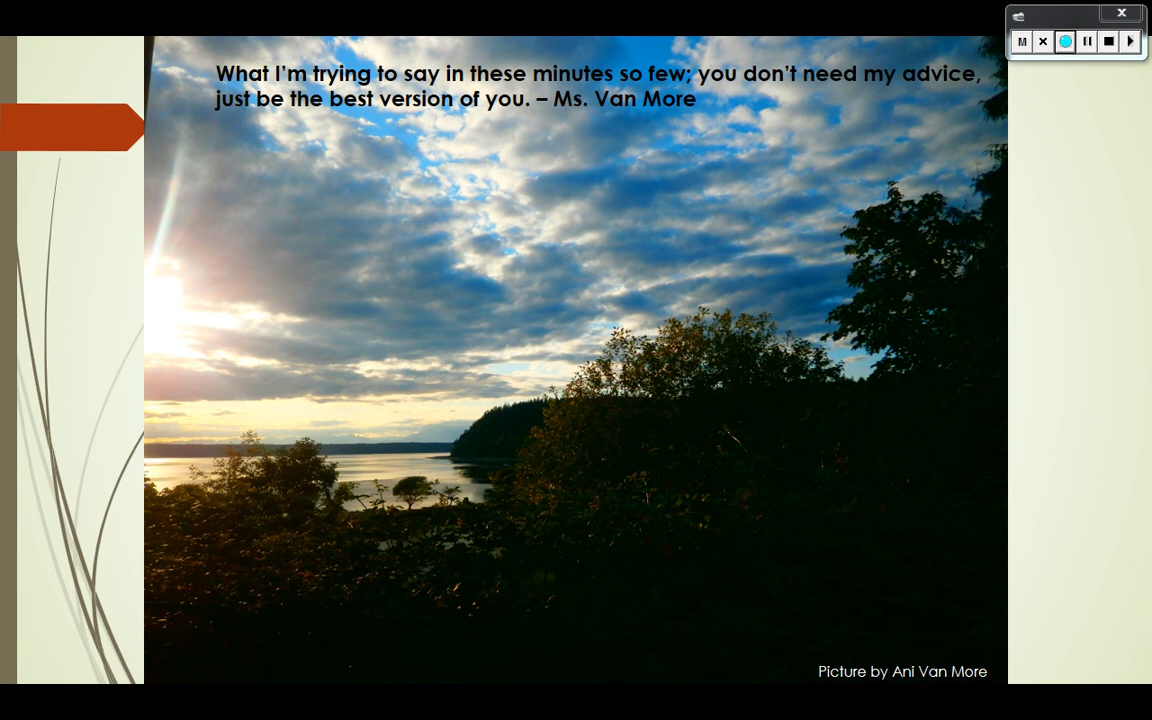 What I'm trying to say in these minutes so few; you don't need my advice,
just be the best version of you. – Ms. Van More
M
Picture by Ani Van More